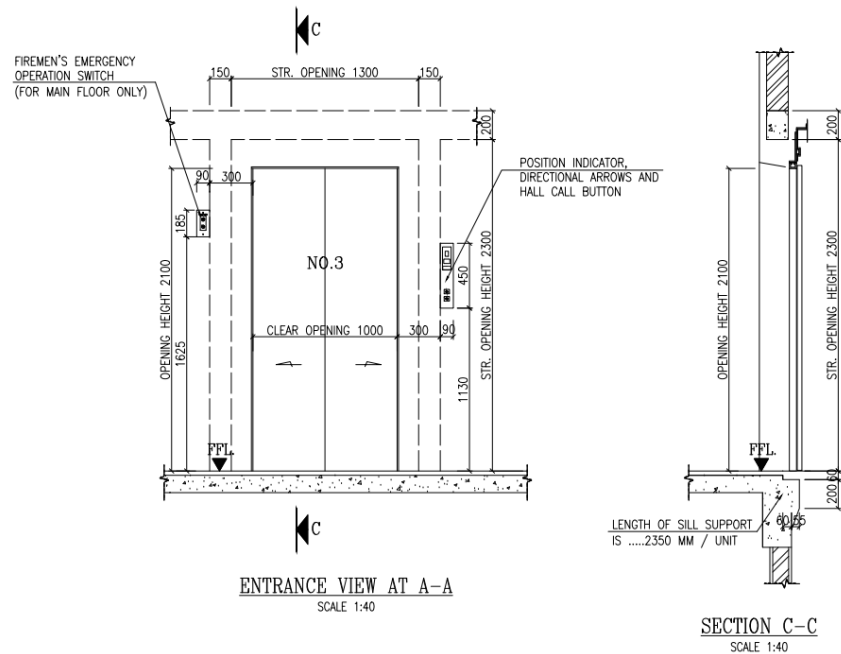 C
FIREMEN'S EMERGENCY
OPERATION SWITCH
(FOR MAIN FLOOR ONLY)
150
STR. OPENING 1300
150
200
90
300
POSITION INDICATOR,
DIRECTIONAL ARROWS AND
HALL CALL BUTTON
185
NO.3
450
OPENING HEIGHT 2100
1625
CLEAR OPENING 1000
300
90
1130
STR. OPENING HEIGHT 2300
FFL.
C
ENTRANCE VIEW AT A-A
SCALE 1:40
200
OPENING HEIGHT 2100
STR. OPENING HEIGHT 2300
FFL.
60
200
60
55
LENGTH OF SILL SUPPORT
IS .....2350 MM / UNIT
SECTION C-C
SCALE 1:40